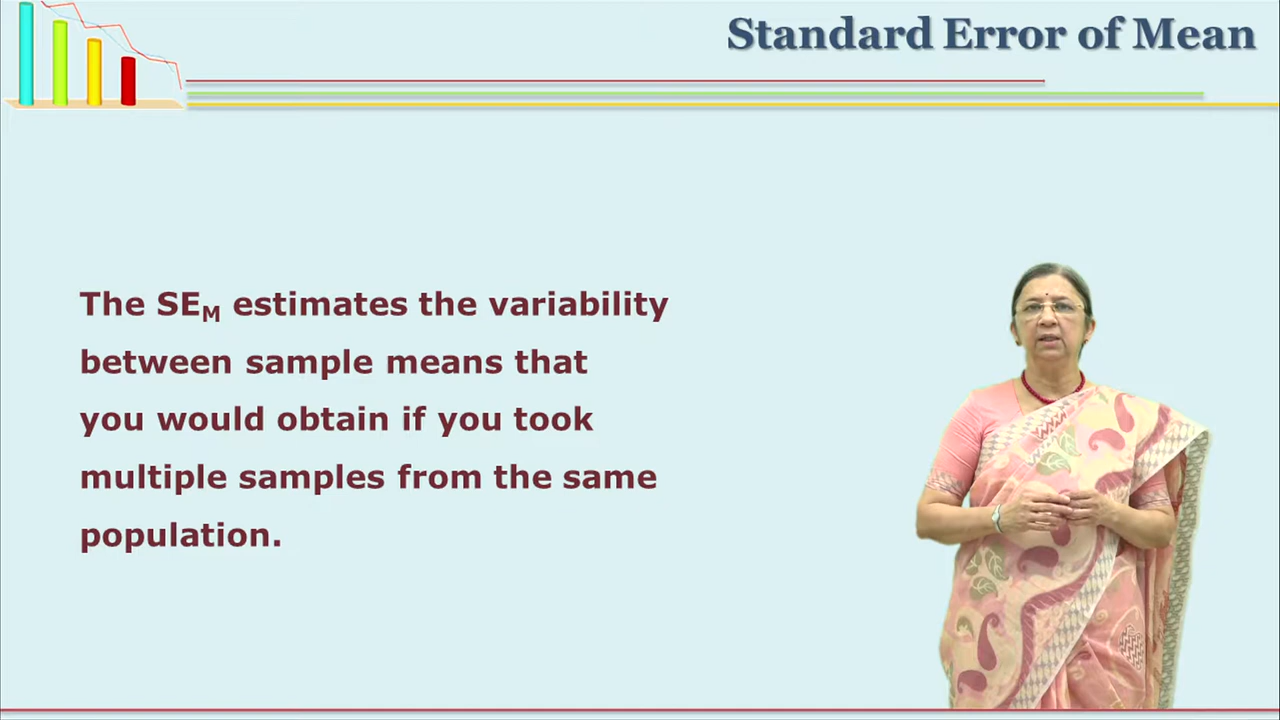 Standard Error of Mean
The SEM estimates the variability
between sample means that
you would obtain if you took
multiple samples from the same
population.